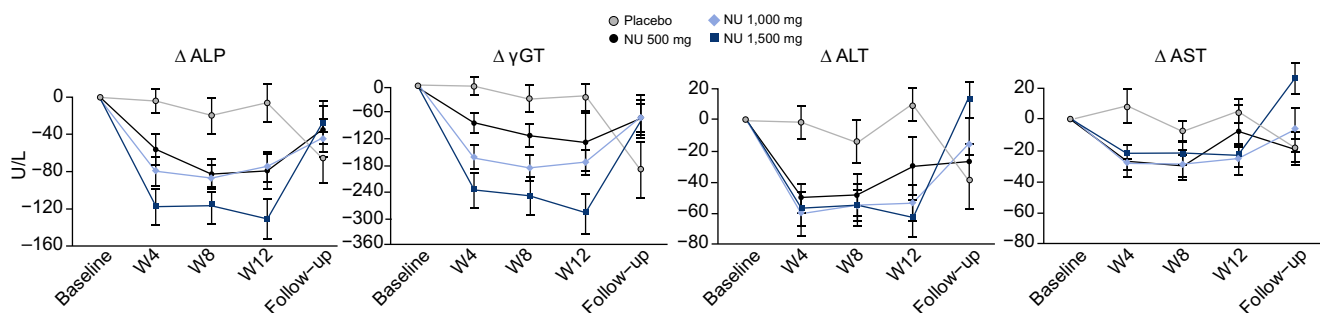 Placebo
NU 500 mg
NU 1,000 mg
NU 1,500 mg
Δ ALP
Δ γGT
Δ ALT
Δ AST
U/L
0
−40
−80
−120
−160
Baseline
W4
W8
W12
Follow−up
0
−60
−120
−180
−240
−300
−360
Baseline
W4
W8
W12
Follow−up
20
0
−20
−40
−60
−80
Baseline
W4
W8
W12
Follow−up
20
0
−20
−40
−60
−80
Baseline
W4
W8
W12
Follow−up